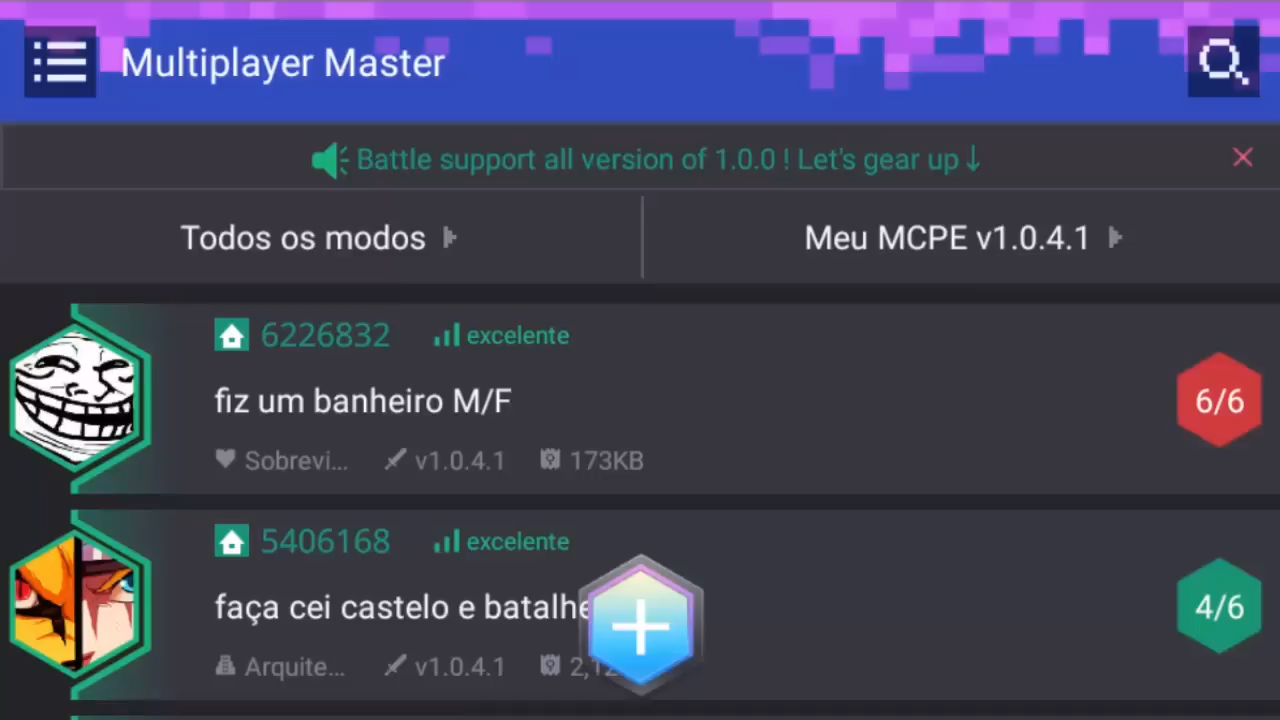 Multiplayer Master
Battle support all version of 1.0.0 ! Let's gear up↓
Todos os modos
Meu MCPE v1.0.4.1
6226832 excelente
fiz um banheiro M/F
6/6
Sobrevi... v1.0.4.1 173KB
5406168 excelente
faça cei castelo e batalhe
4/6
Arquite... v1.0.4.1